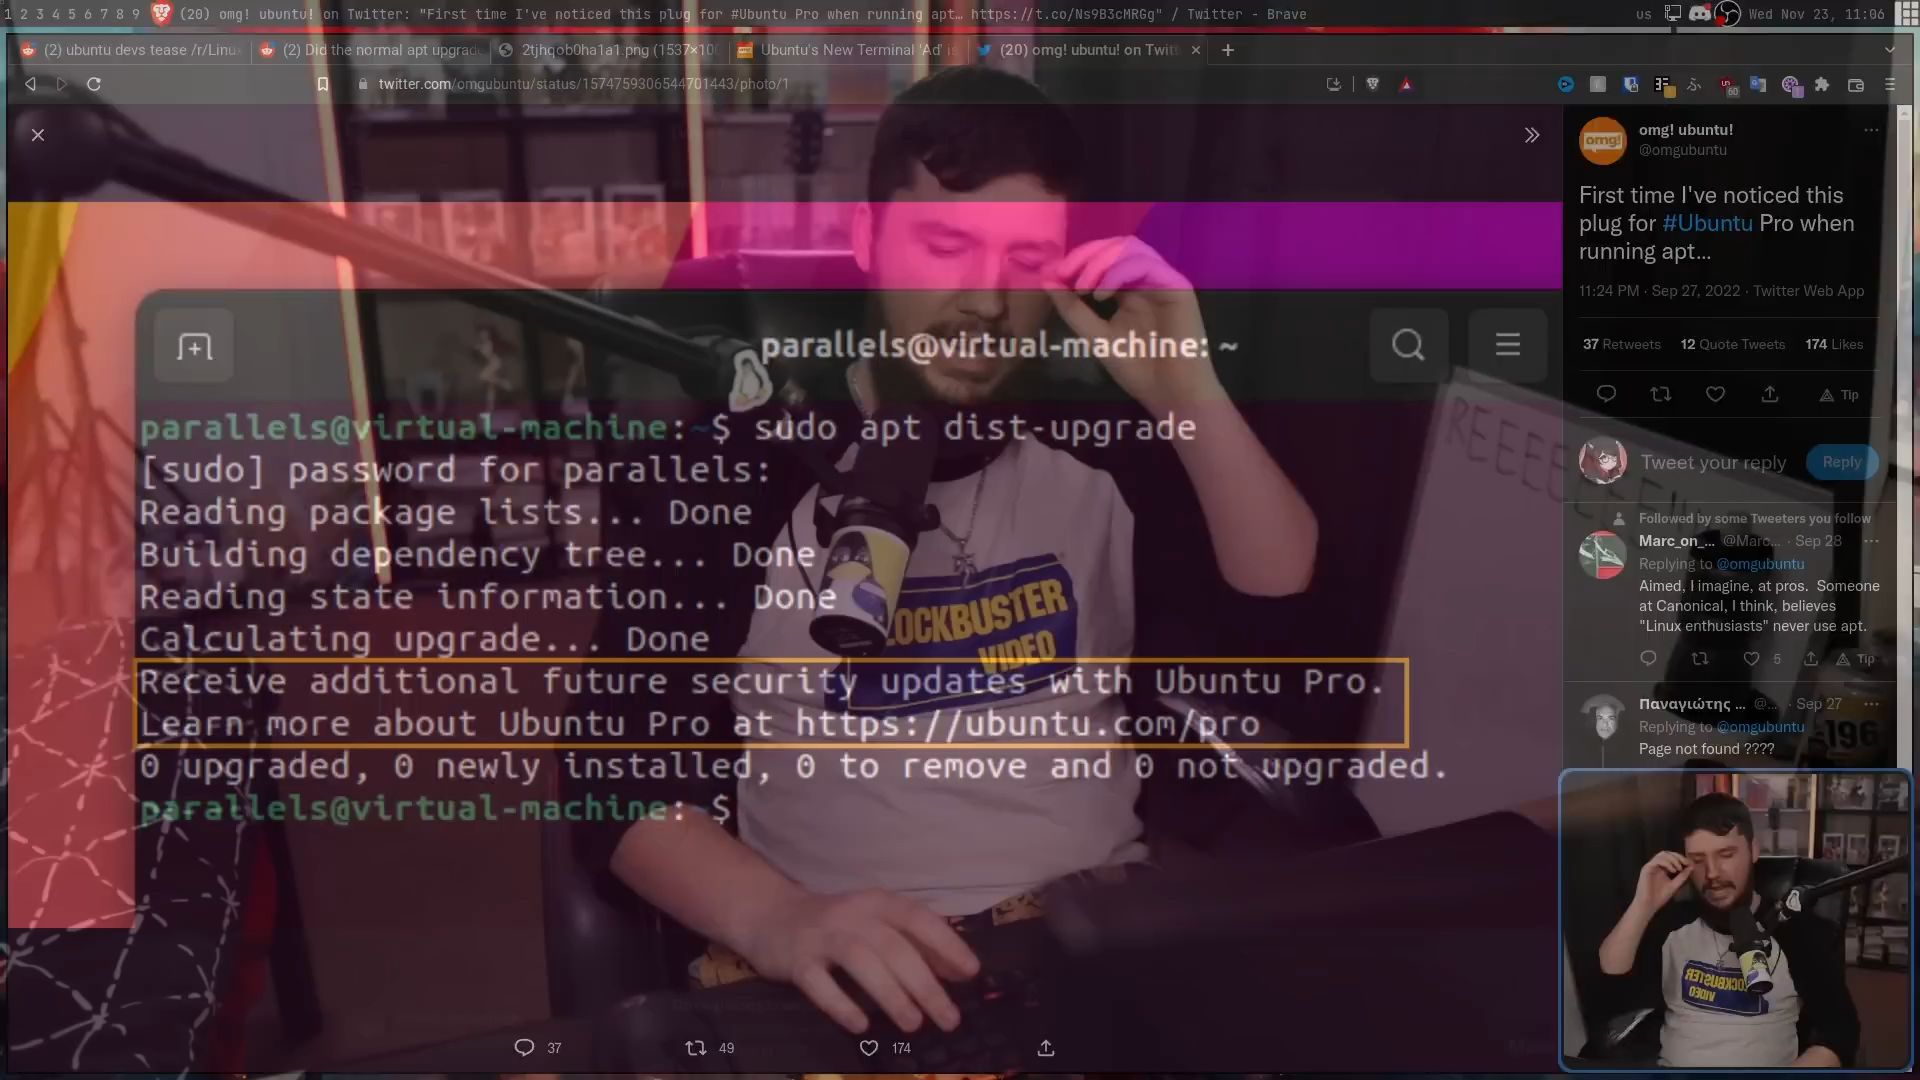 1 2 3 4 5 6 7 8 9
(20) omg! ubuntu! on Twitter: "First time I've noticed this plug for #Ubuntu Pro when running apt… https://t.co/Ns9B3cMRGg" / Twitter - Brave
us
Wed Nov 23, 11:06
(2) ubuntu devs tease /r/Linux
(2) Did the normal apt upgrade
2tjhqob0ha1a1.png (1537×100
Ubuntu's New Terminal 'Ad' is
(20) omg! ubuntu! on Twitt
twitter.com/omgubuntu/status/1574759306544701443/photo/1
60
parallels@virtual-machine: ~
parallels@virtual-machine:~$ sudo apt dist-upgrade
[sudo] password for parallels:
Reading package lists... Done
Building dependency tree... Done
Reading state information... Done
Calculating upgrade... Done
Receive additional future security updates with Ubuntu Pro.
Learn more about Ubuntu Pro at https://ubuntu.com/pro
0 upgraded, 0 newly installed, 0 to remove and 0 not upgraded.
parallels@virtual-machine: $
LOCKBUSTER
VIDEO
37
49
174
omg!
omg! ubuntu!
@omgubuntu
First time I've noticed this
plug for #Ubuntu Pro when
running apt…
11:24 PM · Sep 27, 2022 · Twitter Web App
37 Retweets 12 Quote Tweets 174 Likes
Tip
Tweet your reply
Reply
Followed by some Tweeters you follow
Marc_on_... @Marc... · Sep 28
Replying to @omgubuntu
Aimed, I imagine, at pros. Someone
at Canonical, I think, believes
"Linux enthusiasts" never use apt.
5
Tip
Παναγιώτης ... @... · Sep 27
Replying to @omgubuntu
Page not found ????
-196
BLOCKBUSTER
VIDEO